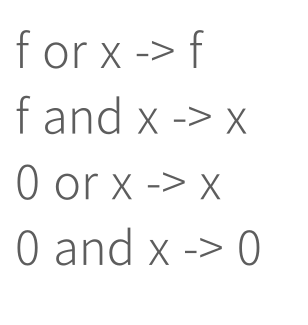 f or x -> f
f and x -> x
0 or x -> x
0 and x -> 0